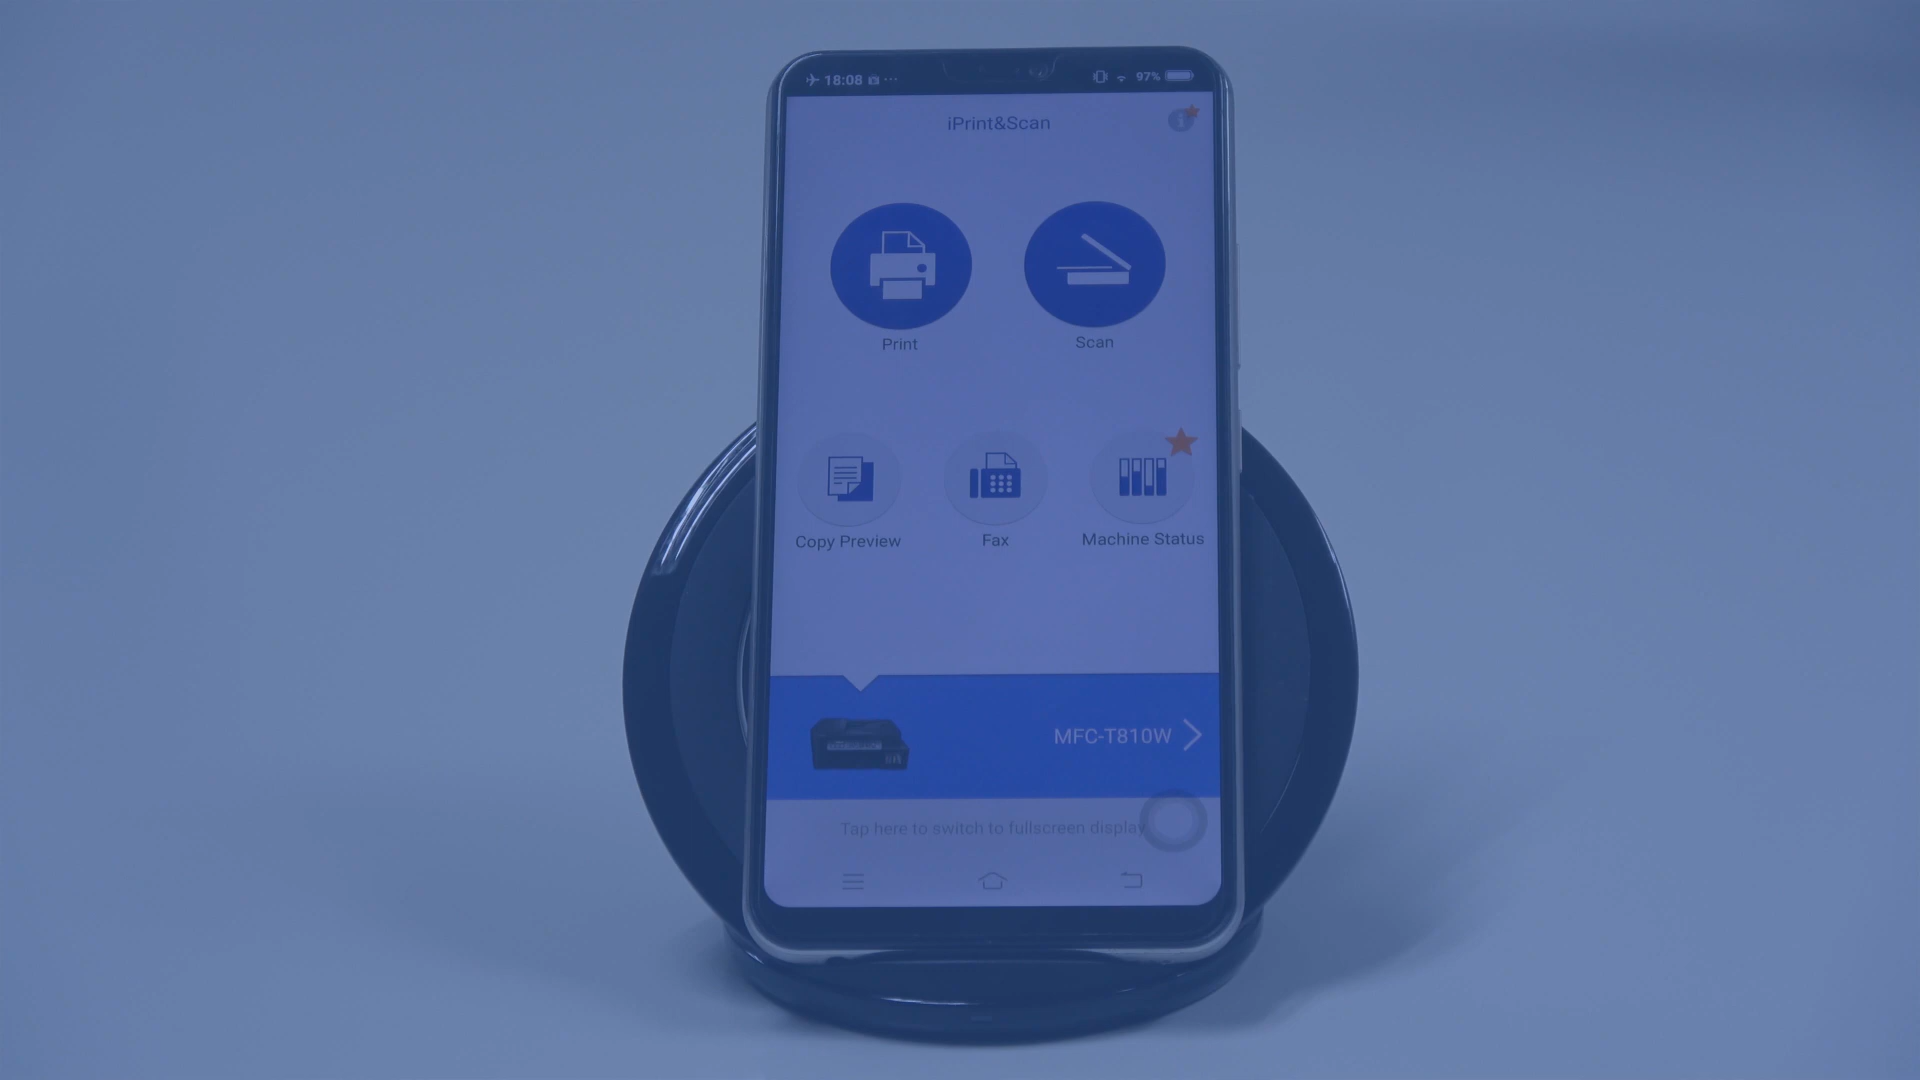 18:08 ... 97%
iPrint&Scan
Print Scan
Copy Preview Fax Machine Status
MFC-T810W
Tap here to switch to fullscreen display